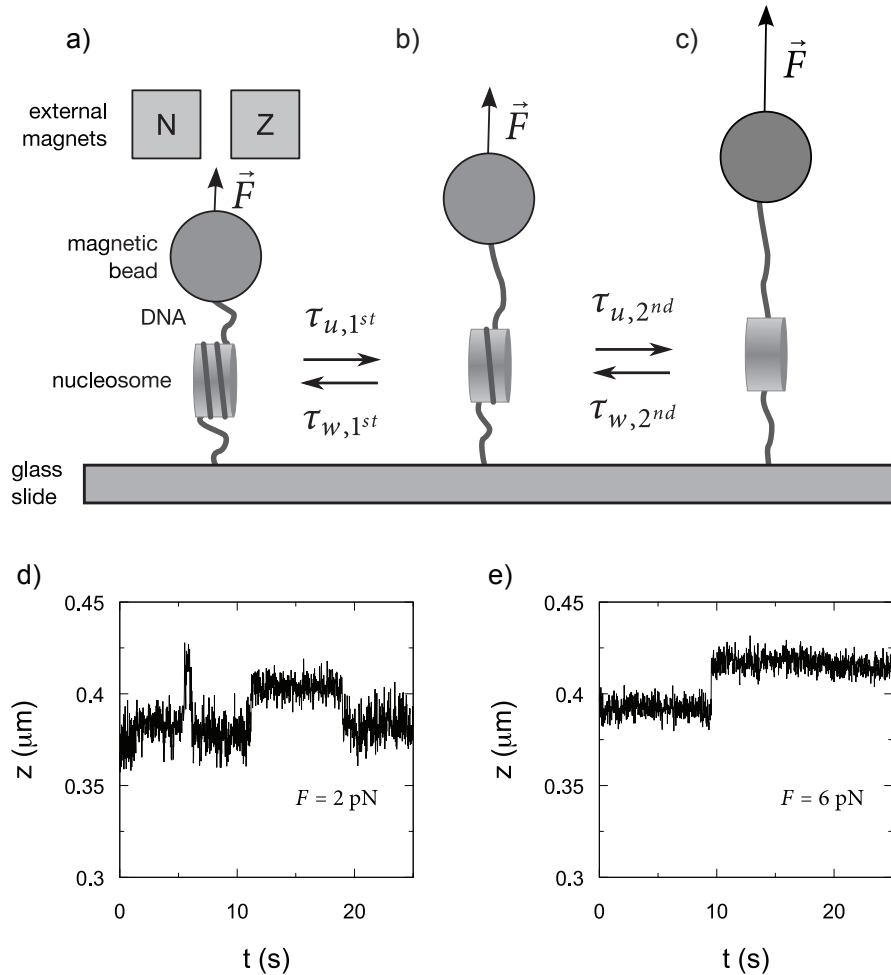 a)
b)
c)
external
magnets
N
Z
F
F
F
magnetic
bead
DNA
nucleosome
τu,1st
τw,1st
τu,2nd
τw,2nd
glass
slide
d)
e)
0.45
0.4
0.35
0.3
z (μm)
F = 2 pN
0
10
20
t (s)
0.45
0.4
0.35
0.3
z (μm)
F = 6 pN
0
10
20
t (s)